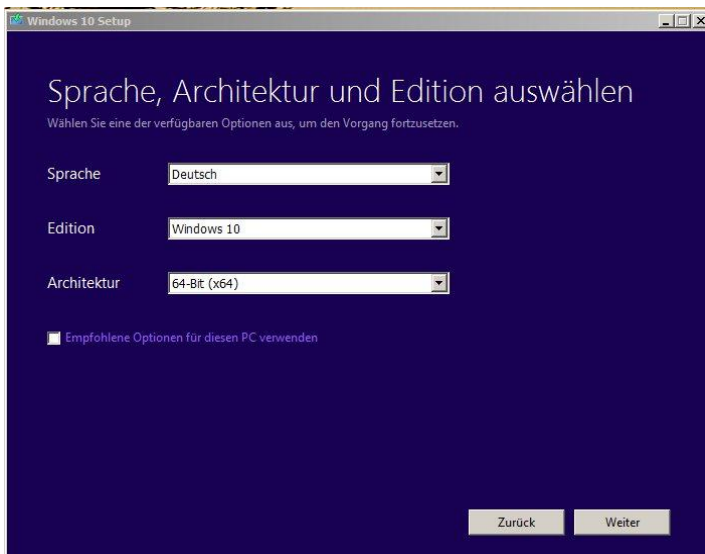 Windows 10 Setup
Sprache, Architektur und Edition auswählen
Wählen Sie eine der verfügbaren Optionen aus, um den Vorgang fortzusetzen.
Sprache Deutsch
Edition Windows 10
Architektur 64-Bit (x64)
Empfohlene Optionen für diesen PC verwenden
Zurück Weiter